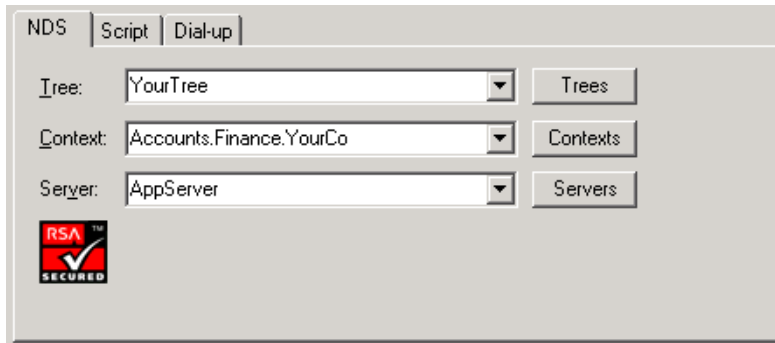 NDS Script Dial-up
Tree: YourTree Trees
Context: Accounts.Finance.YourCo Contexts
Server: AppServer Servers
RSA ™
SECURED